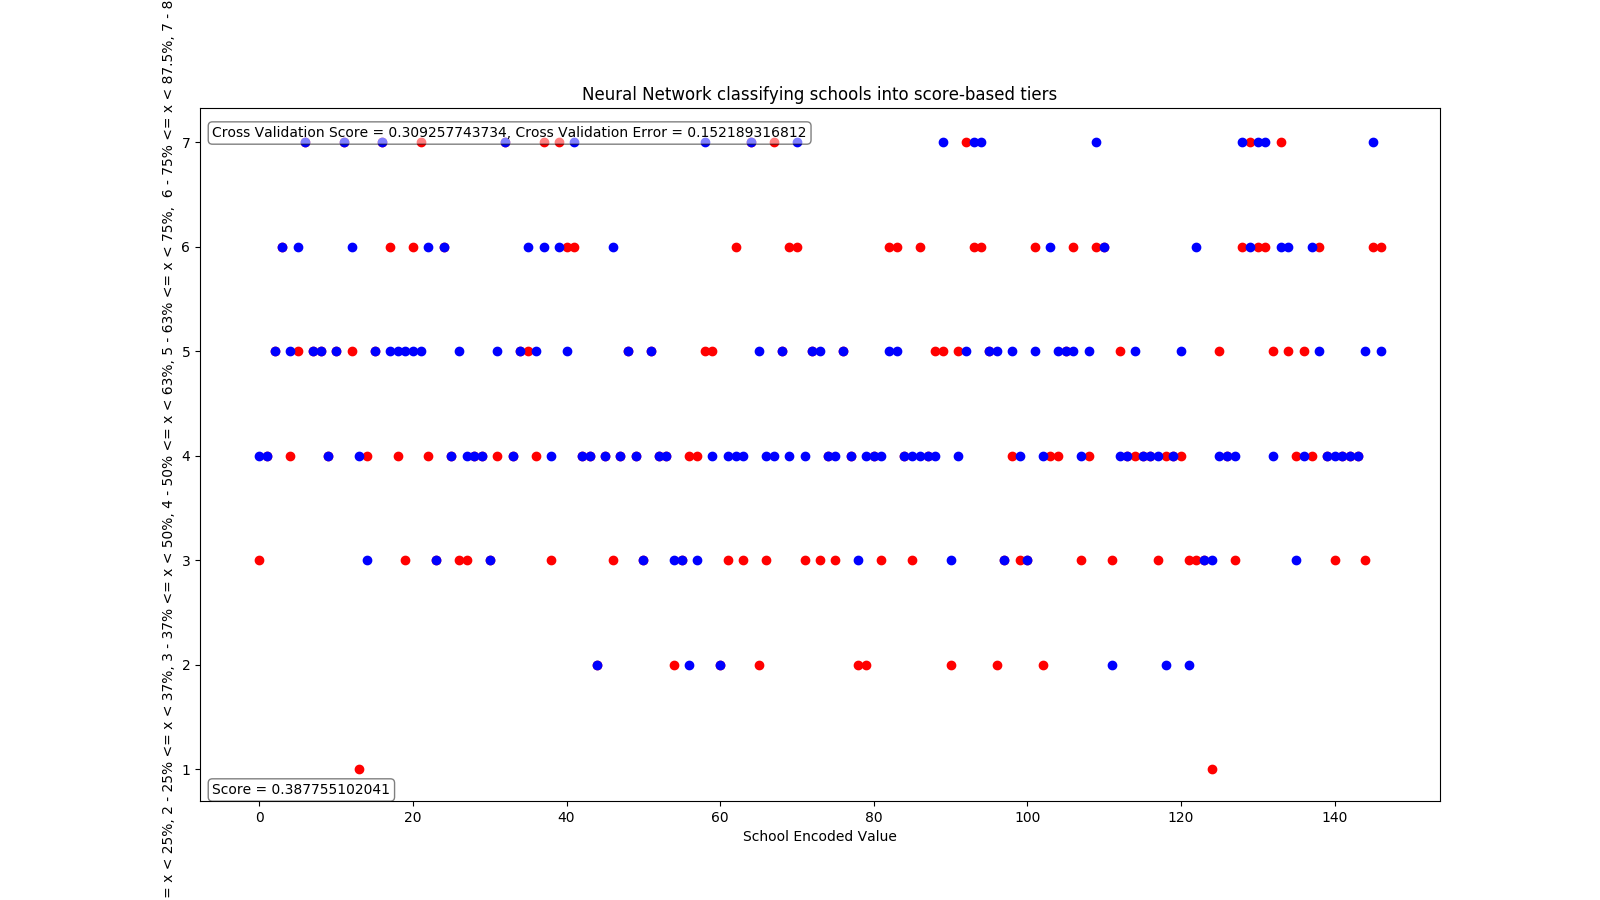 Neural Network classifying schools into score-based tiers
Cross Validation Score = 0.309257743734, Cross Validation Error = 0.152189316812
= x < 25%, 2 - 25% <= x < 37%, 3 - 37% <= x < 50%, 4 - 50% <= x < 63%, 5 - 63% <= x < 75%,  6 - 75% <= x < 87.5%, 7 - 8
7
6
5
4
3
2
1
Score = 0.387755102041
0 20 40 60 80 100 120 140
School Encoded Value